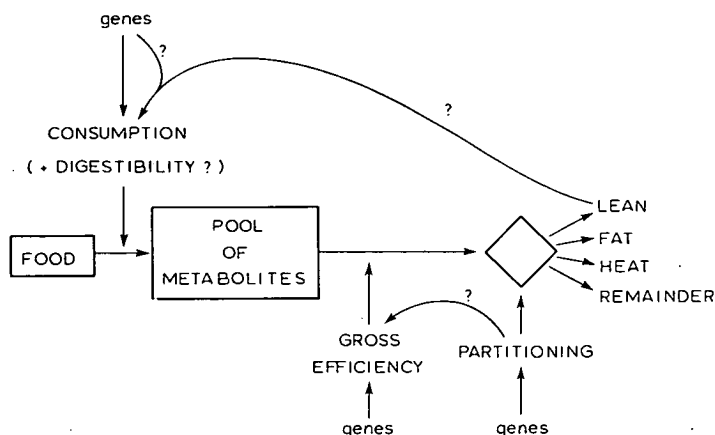 genes
?
?
CONSUMPTION
(+ DIGESTIBILITY ?)
LEAN
POOL
OF
METABOLITES
FAT
FOOD
HEAT
REMAINDER
?
GROSS
EFFICIENCY
PARTITIONING
genes
genes